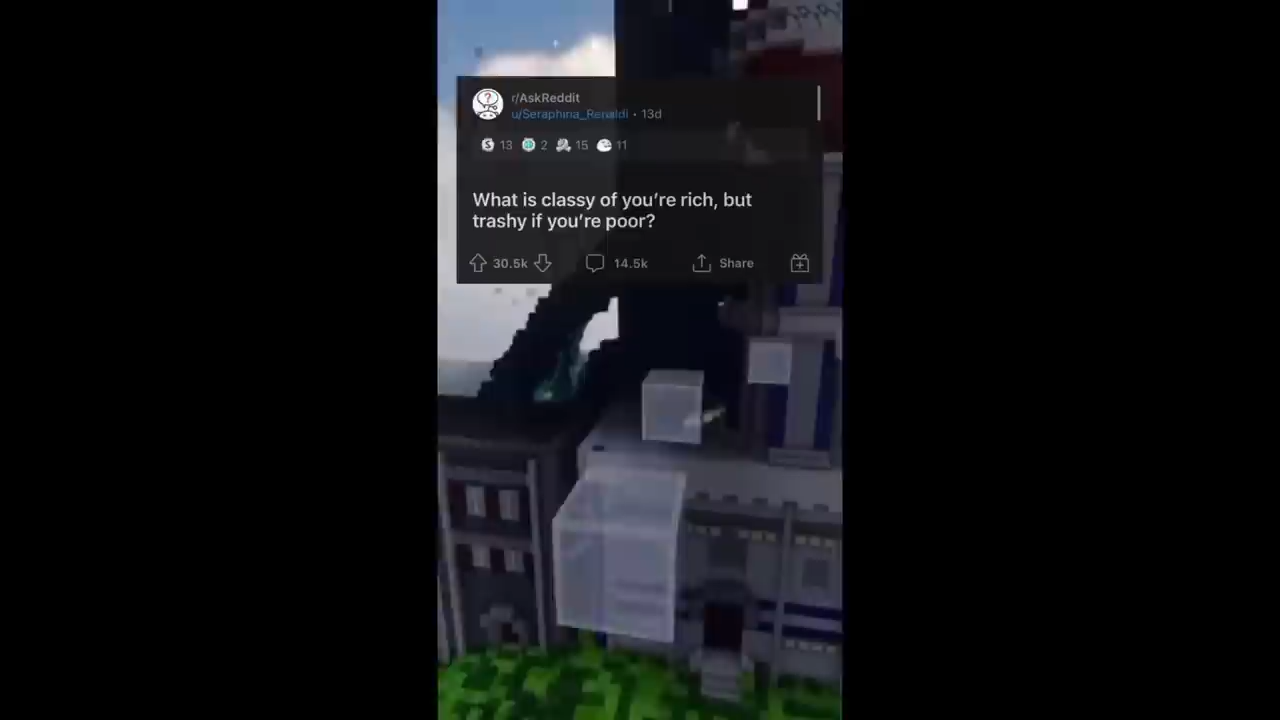 r/AskReddit
u/Seraphina_Renaldi · 13d
13 2 15 11
What is classy of you're rich, but
trashy if you're poor?
30.5k 14.5k Share